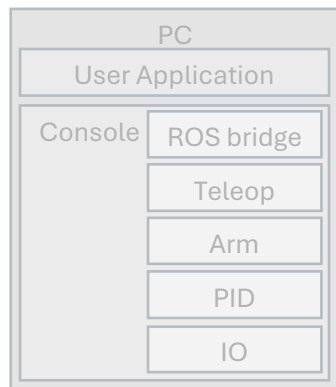 PC
User Application
Console
ROS bridge
Teleop
Arm
PID
IO